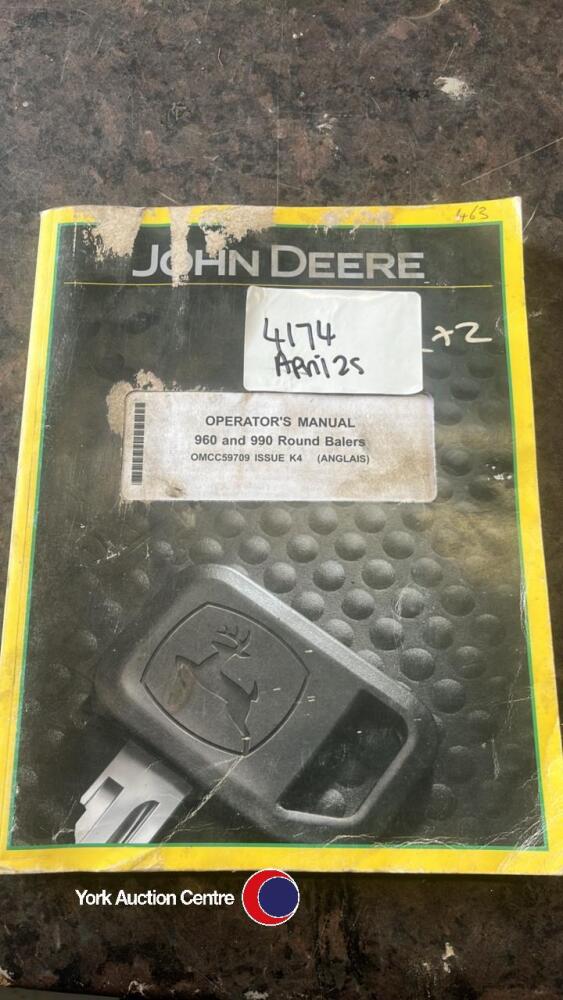 463
JOHN DEERE
4174
April 25
x2
OPERATOR'S MANUAL
960 and 990 Round Balers
OMCC59709 ISSUE K4 (ANGLAIS)
York Auction Centre